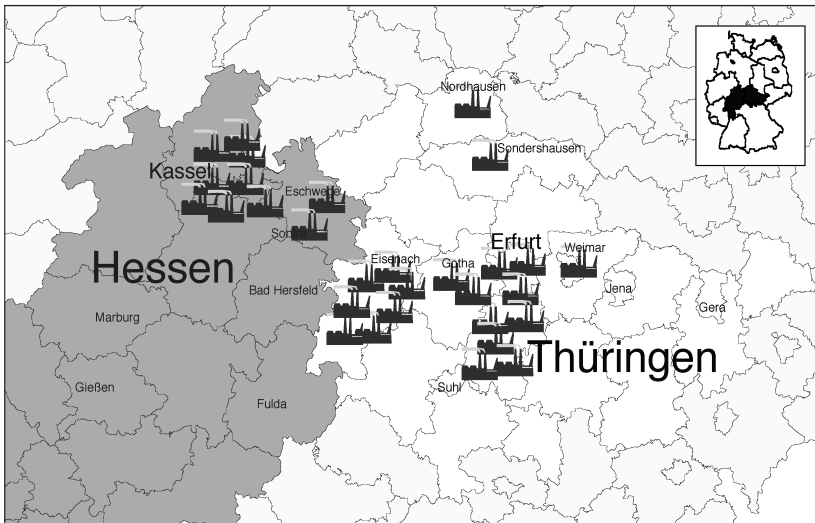 Nordhausen
Sondershausen
Kassel
Eschwege
Sontra
Erfurt
Weimar
Hessen
Eisenach
Gotha
Bad Hersfeld
Jena
Gera
Marburg
Thüringen
Gießen
Suhl
Fulda